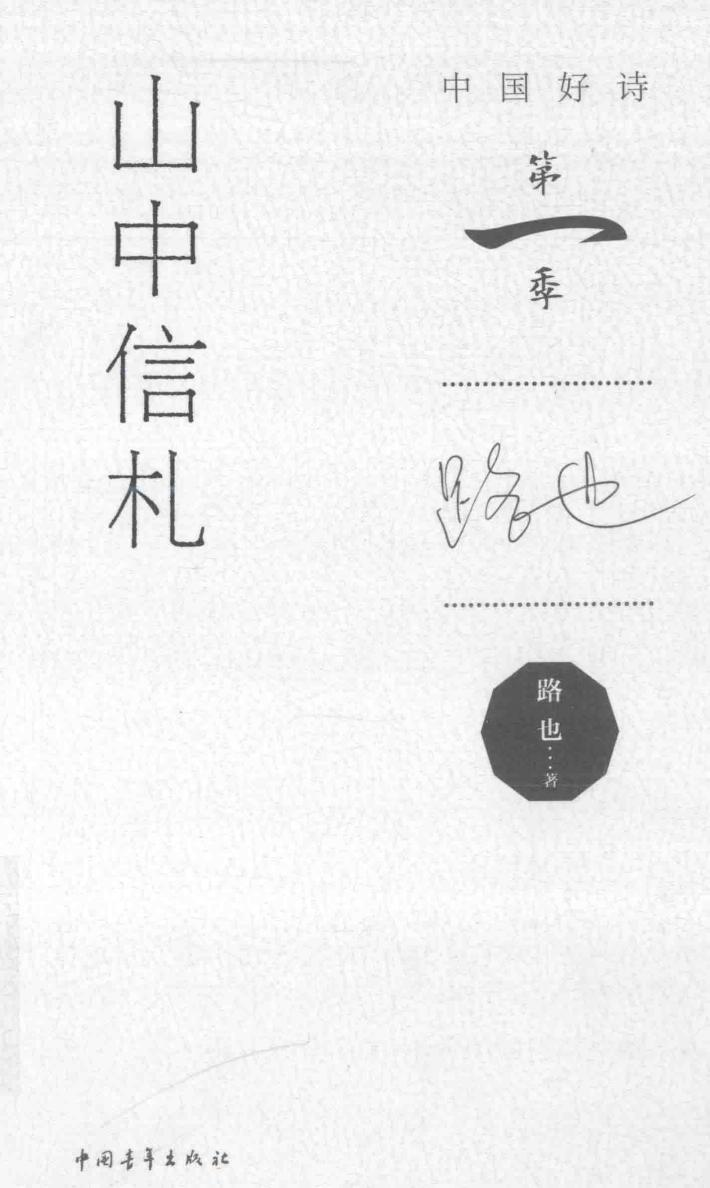 山中信札
中国好诗
第
一
季
路也
路也
著
中国青年出版社